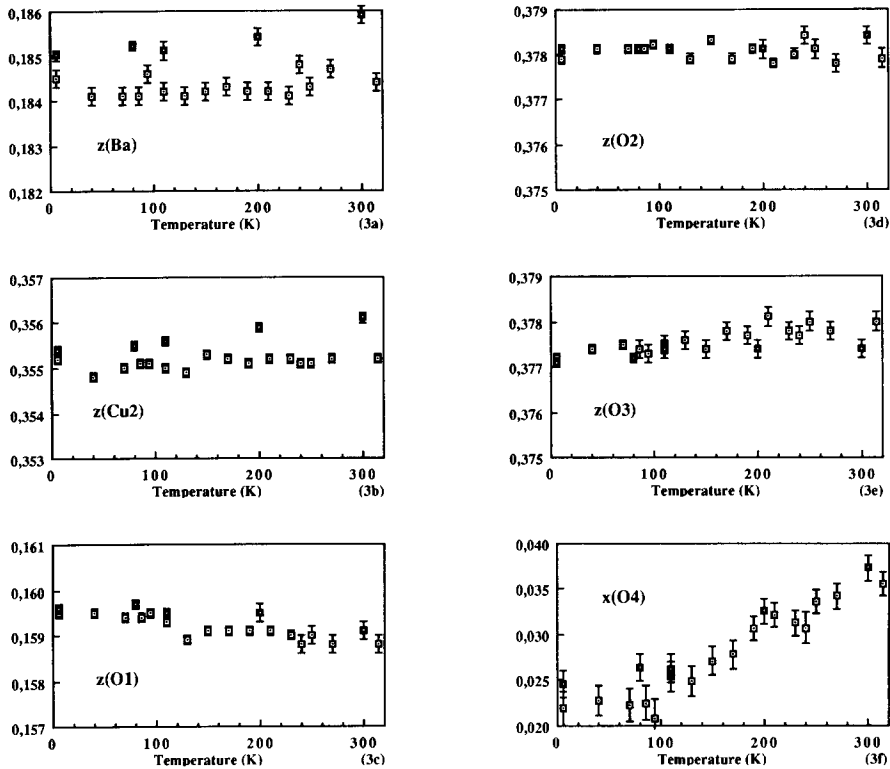 0,186
0,185
0,184
0,183
0,182
z(Ba)
0 100 200 300
Temperature (K) (3a)
0,379
0,378
0,377
0,376
0,375
z(O2)
0 100 200 300
Temperature (K) (3d)
0,357
0,356
0,355
0,354
0,353
z(Cu2)
0 100 200 300
Temperature (K) (3b)
0,379
0,378
0,377
0,376
0,375
z(O3)
0 100 200 300
Temperature (K) (3e)
0,161
0,160
0,159
0,158
0,157
z(O1)
0 100 200 300
Temperature (K) (3c)
0,040
0,035
0,030
0,025
0,020
x(O4)
0 100 200 300
Temperature (K) (3f)